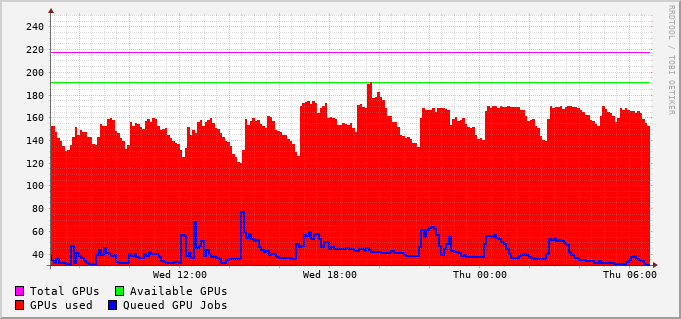 RRDTOOL / TOBI OETIKER
240
220
200
180
160
140
120
100
80
60
40
Wed 12:00 Wed 18:00 Thu 00:00 Thu 06:00
Total GPUs Available GPUs
GPUs used Queued GPU Jobs